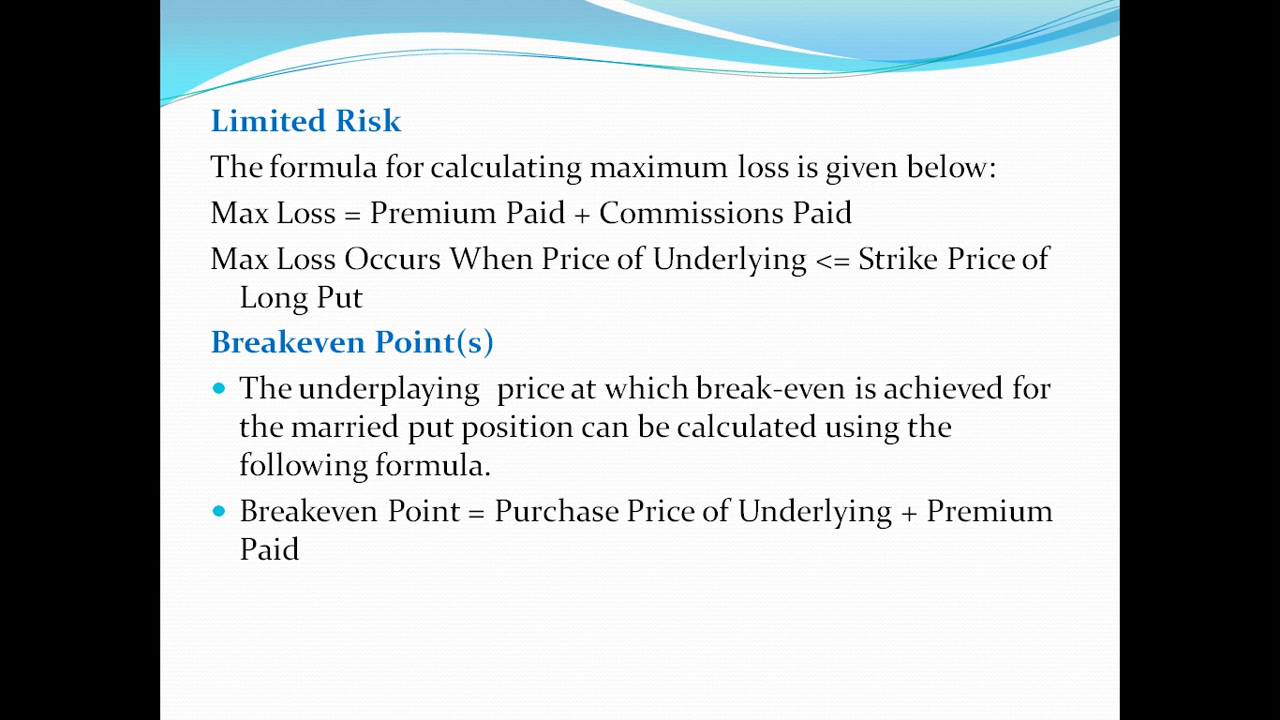 Limited Risk
The formula for calculating maximum loss is given below:
Max Loss = Premium Paid + Commissions Paid
Max Loss Occurs When Price of Underlying <= Strike Price of
Long Put
Breakeven Point(s)
• The underplaying  price at which break-even is achieved for
the married put position can be calculated using the
following formula.
• Breakeven Point = Purchase Price of Underlying + Premium
Paid